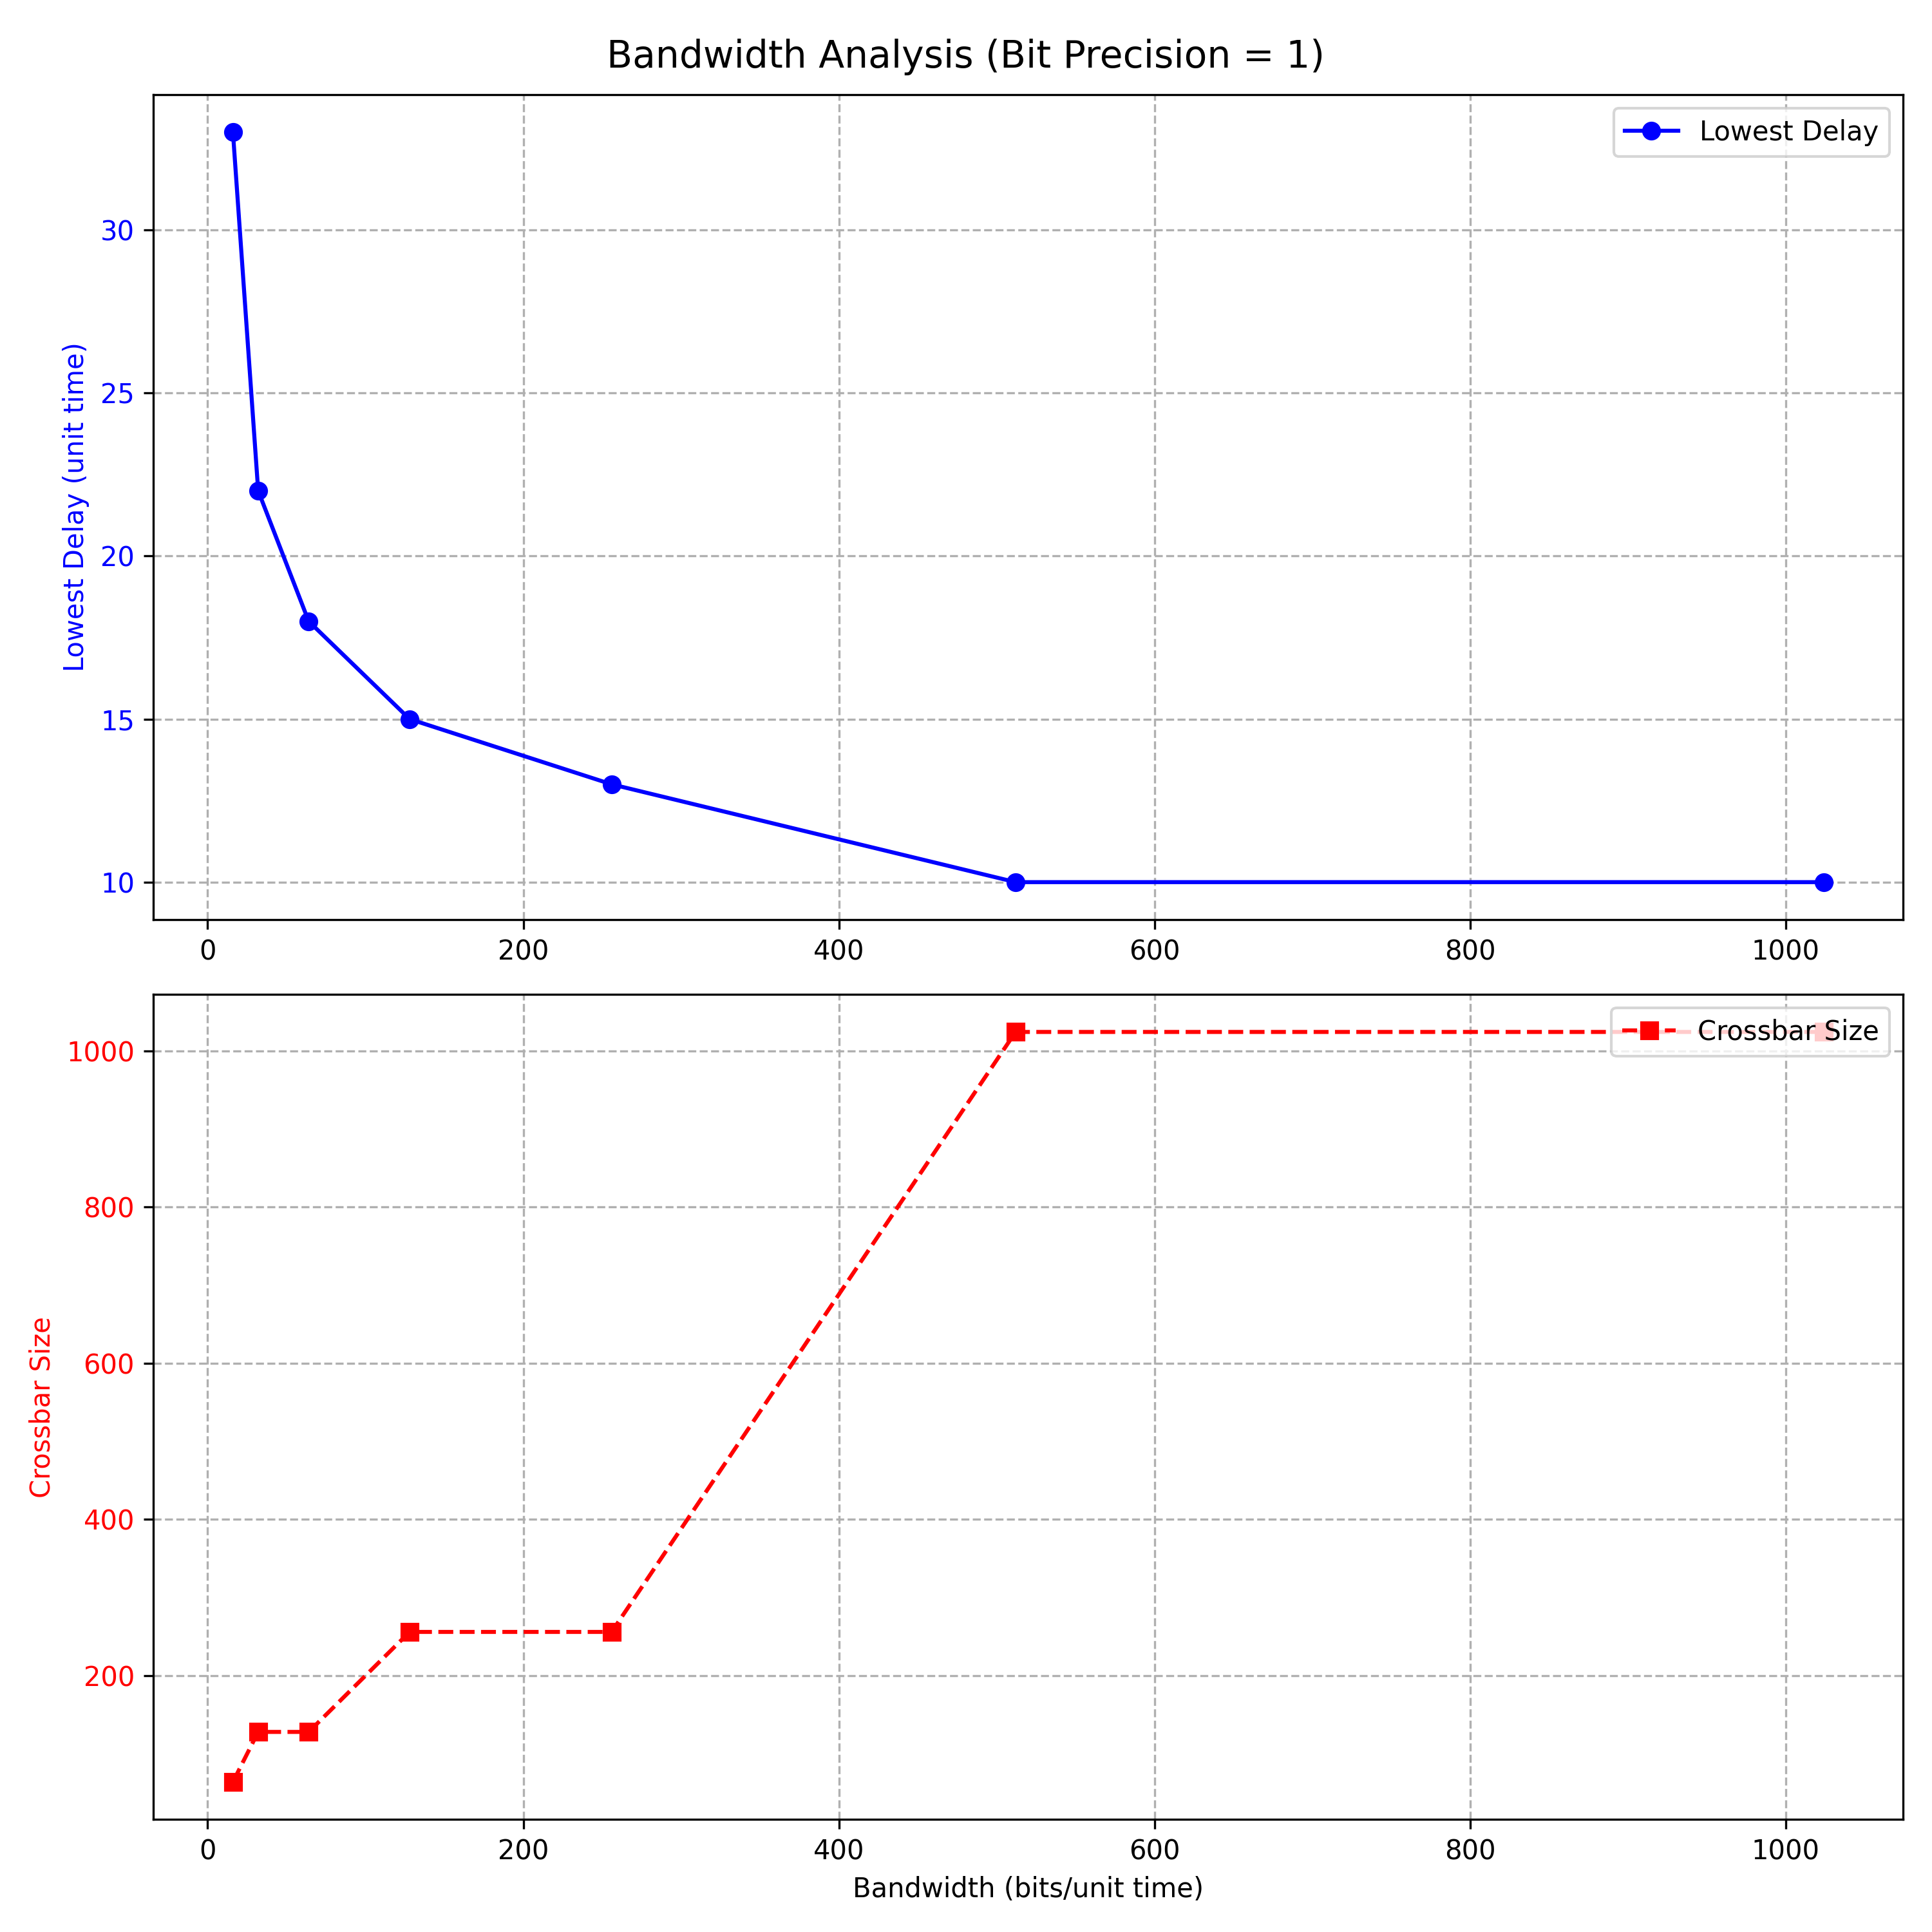 Bandwidth Analysis (Bit Precision = 1)
Lowest Delay
Lowest Delay (unit time)
30
25
20
15
10
0 200 400 600 800 1000
Crossbar Size
Crossbar Size
1000
800
600
400
200
0 200 400 600 800 1000
Bandwidth (bits/unit time)